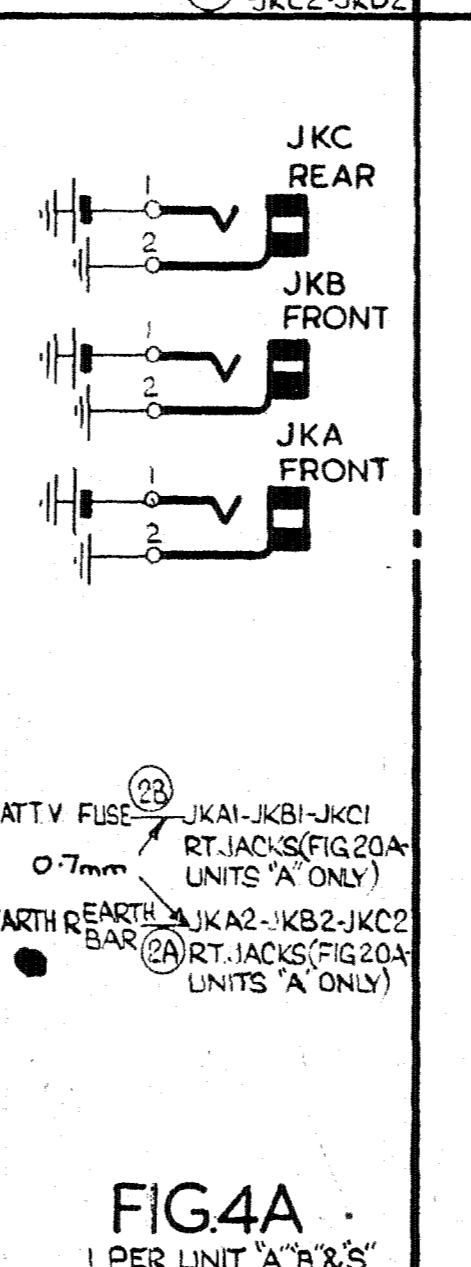 JKC2-JKD2
JKC
REAR
1
2
JKB
FRONT
1
2
JKA
FRONT
1
2
2B
ATT.V FUSE JKA1-JKB1-JKC1
RT.JACKS(FIG 20A-
0.7mm UNITS "A" ONLY)
ARTH R EARTH JKA2-JKB2-JKC2
BAR 2A RT.JACKS(FIG 20A-
UNITS "A" ONLY)
FIG.4A
1 PER UNIT "A" "B" & "S"